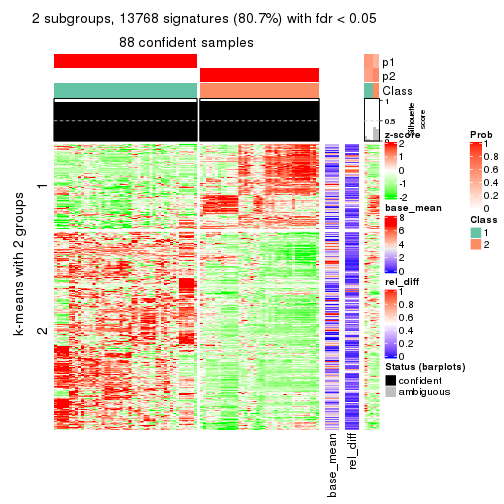 2 subgroups, 13768 signatures (80.7%) with fdr < 0.05
88 confident samples
p1
p2
Class
1
0.5
0
Silhouette
score
k-means with 2 groups
1
2
base_mean
rel_diff
z-score
2
1
0
-1
-2
base_mean
8
6
4
2
0
rel_diff
1
0.8
0.6
0.4
0.2
0
Status (barplots)
confident
ambiguous
Prob
1
0.8
0.6
0.4
0.2
0
Class
1
2